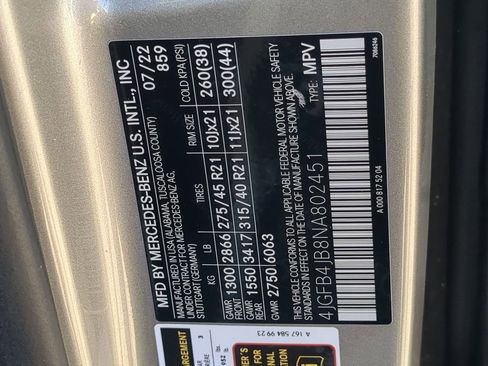 MFD BY MERCEDES-BENZ U.S. INTL., INC
MADE IN USA (ALABAMA, TUSCALOOSA COUNTY)
UNDER CONTRACT FOR MERCEDES-BENZ AG,
STUTTGART (GERMANY)
07/22
859
LB TIRES RIM SIZE COLD KPA(PSI)
GAWR FRONT 1300 2866 275/45 R21 10Jx21 260(38)
GAWR REAR 1550 3417 315/40 R21 11Jx21 300(44)
GVWR 2750 6063
THIS VEHICLE CONFORMS TO ALL APPLICABLE FEDERAL MOTOR VEHICLE SAFETY
STANDARDS IN EFFECT ON THE DATE OF MANUFACTURE SHOWN ABOVE.
4JGFB4JB8NA802451 TYPE: MPV
A 000 817 52 04
7086246
A 167 584 99 23
3